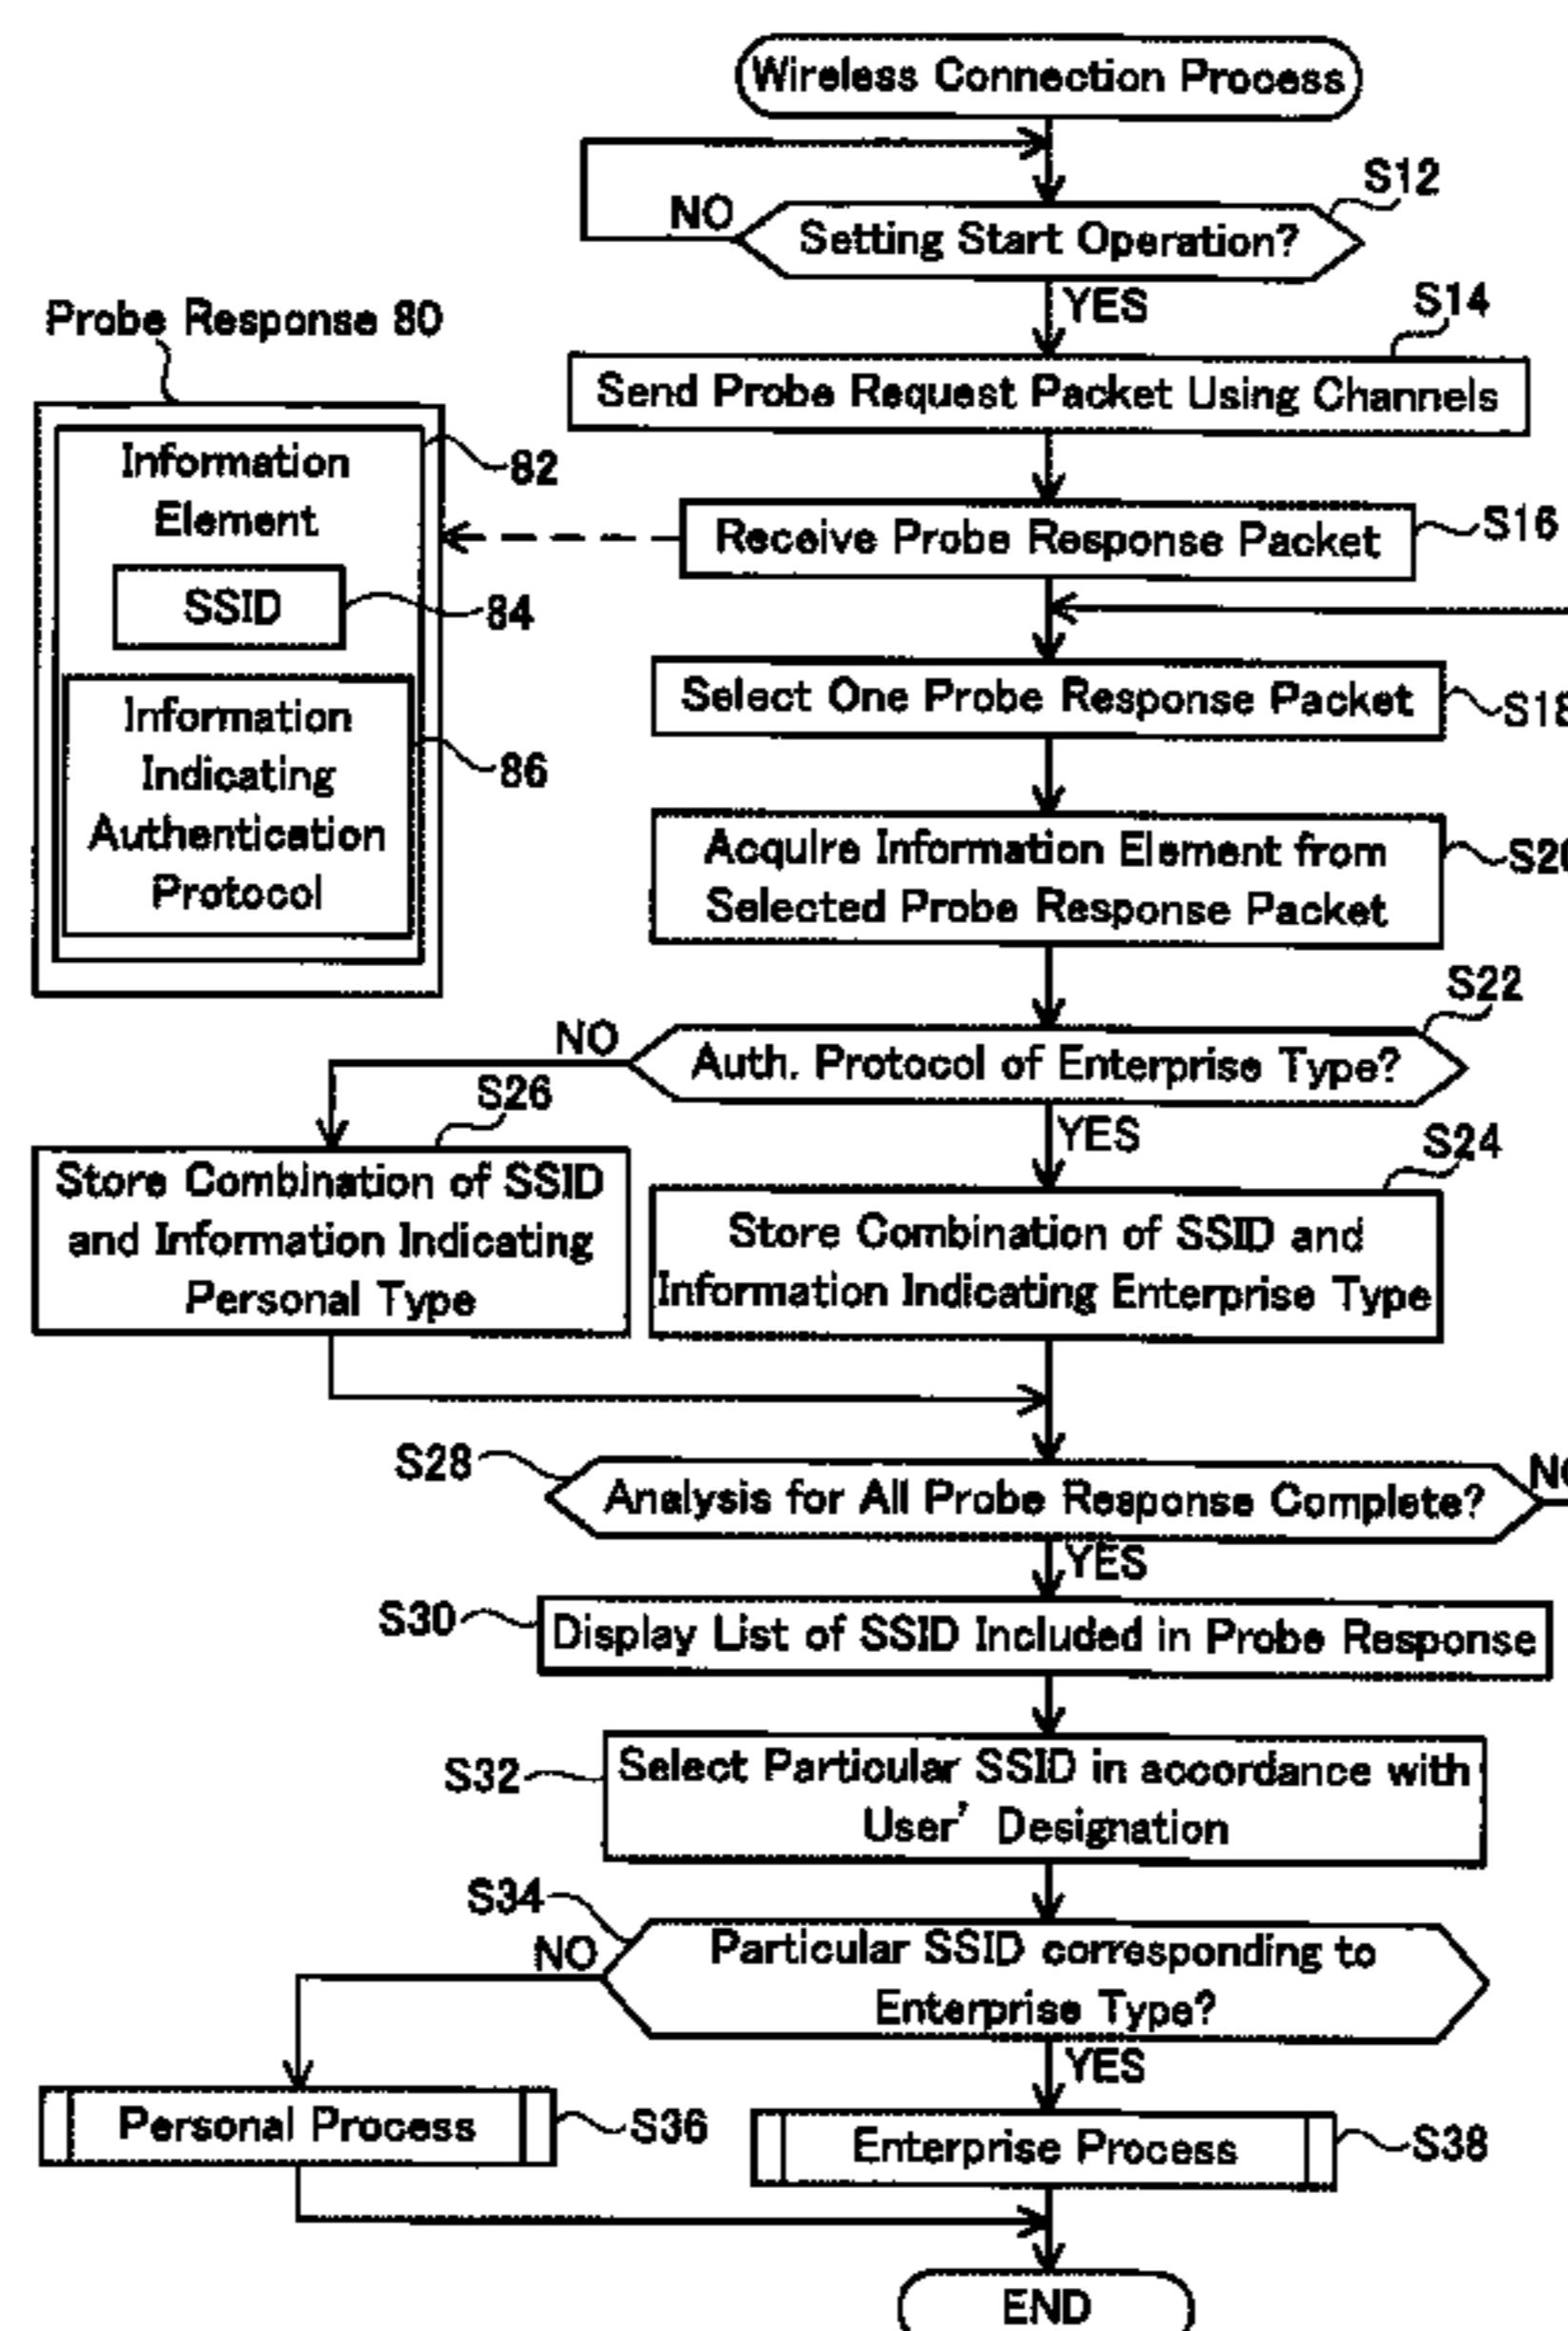 Wireless Connection Process
S12
NO
Setting Start Operation?
YES
S14
Send Probe Request Packet Using Channels
Probe Response 80
Information
Element
82
SSID
84
Information
Indicating
Authentication
Protocol
86
Receive Probe Response Packet
S16
Select One Probe Response Packet
Acquire Information Element from
Selected Probe Response Packet
S22
NO
Auth. Protocol of Enterprise Type?
YES
S26
Store Combination of SSID
and Information Indicating
Personal Type
S24
Store Combination of SSID and
Information Indicating Enterprise Type
S28
Analysis for All Probe Response Complete?
YES
S30
Display List of SSID Included in Probe Response
S32
Select Particular SSID in accordance with
User' Designation
S34
NO
Particular SSID corresponding to
Enterprise Type?
YES
Personal Process
S36
Enterprise Process
S38
END